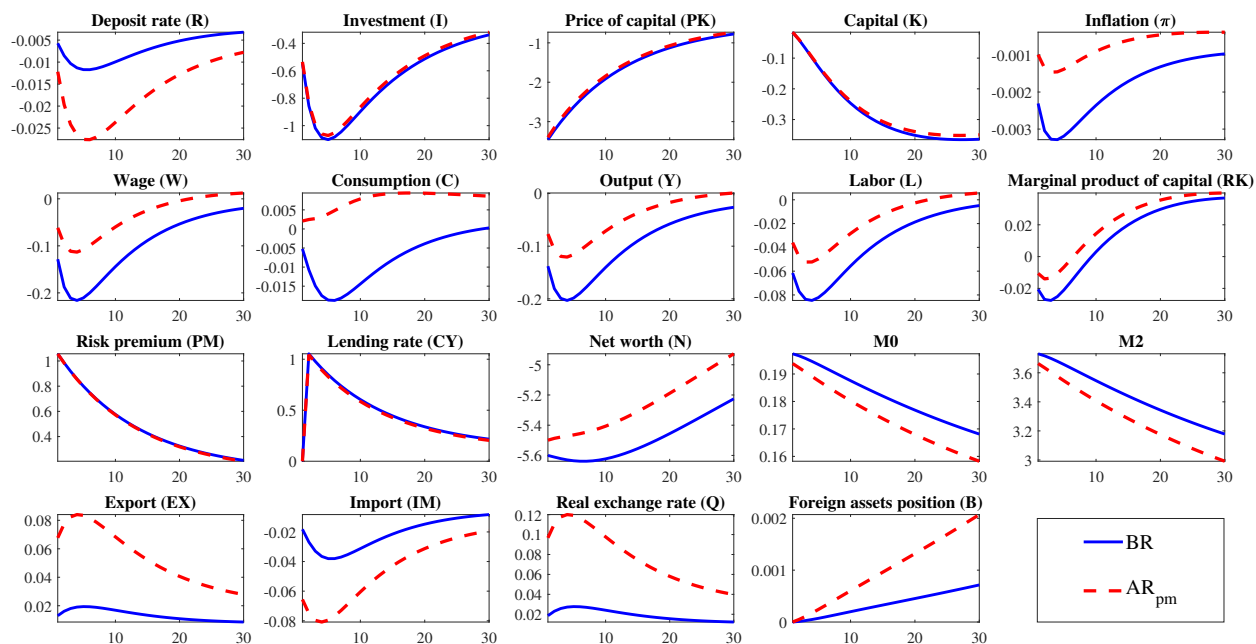 Deposit rate (R)
-0.005
-0.01
-0.015
-0.02
-0.025
10 20 30
Investment (I)
-0.4
-0.6
-0.8
-1
10 20 30
Price of capital (PK)
-1
-2
-3
10 20 30
Capital (K)
-0.1
-0.2
-0.3
10 20 30
Inflation (π)
-0.001
-0.002
-0.003
10 20 30
Wage (W)
0
-0.1
-0.2
10 20 30
Consumption (C)
0.005
0
-0.005
-0.015
10 20 30
Output (Y)
0
-0.1
-0.2
10 20 30
Labor (L)
0
-0.02
-0.04
-0.06
-0.08
10 20 30
Marginal product of capital (RK)
0.02
0
-0.02
10 20 30
Risk premium (PM)
1
0.8
0.6
0.4
10 20 30
Lending rate (CY)
1
0.5
0
10 20 30
Net worth (N)
-5
-5.2
-5.4
-5.6
10 20 30
M0
0.19
0.18
0.17
0.16
10 20 30
M2
3.6
3.4
3.2
3
10 20 30
Export (EX)
0.08
0.06
0.04
0.02
10 20 30
Import (IM)
-0.02
-0.04
-0.06
-0.08
10 20 30
Real exchange rate (Q)
0.12
0.1
0.08
0.06
0.04
0.02
10 20 30
Foreign assets position (B)
0.002
0.001
0
10 20 30
BR
AR_pm